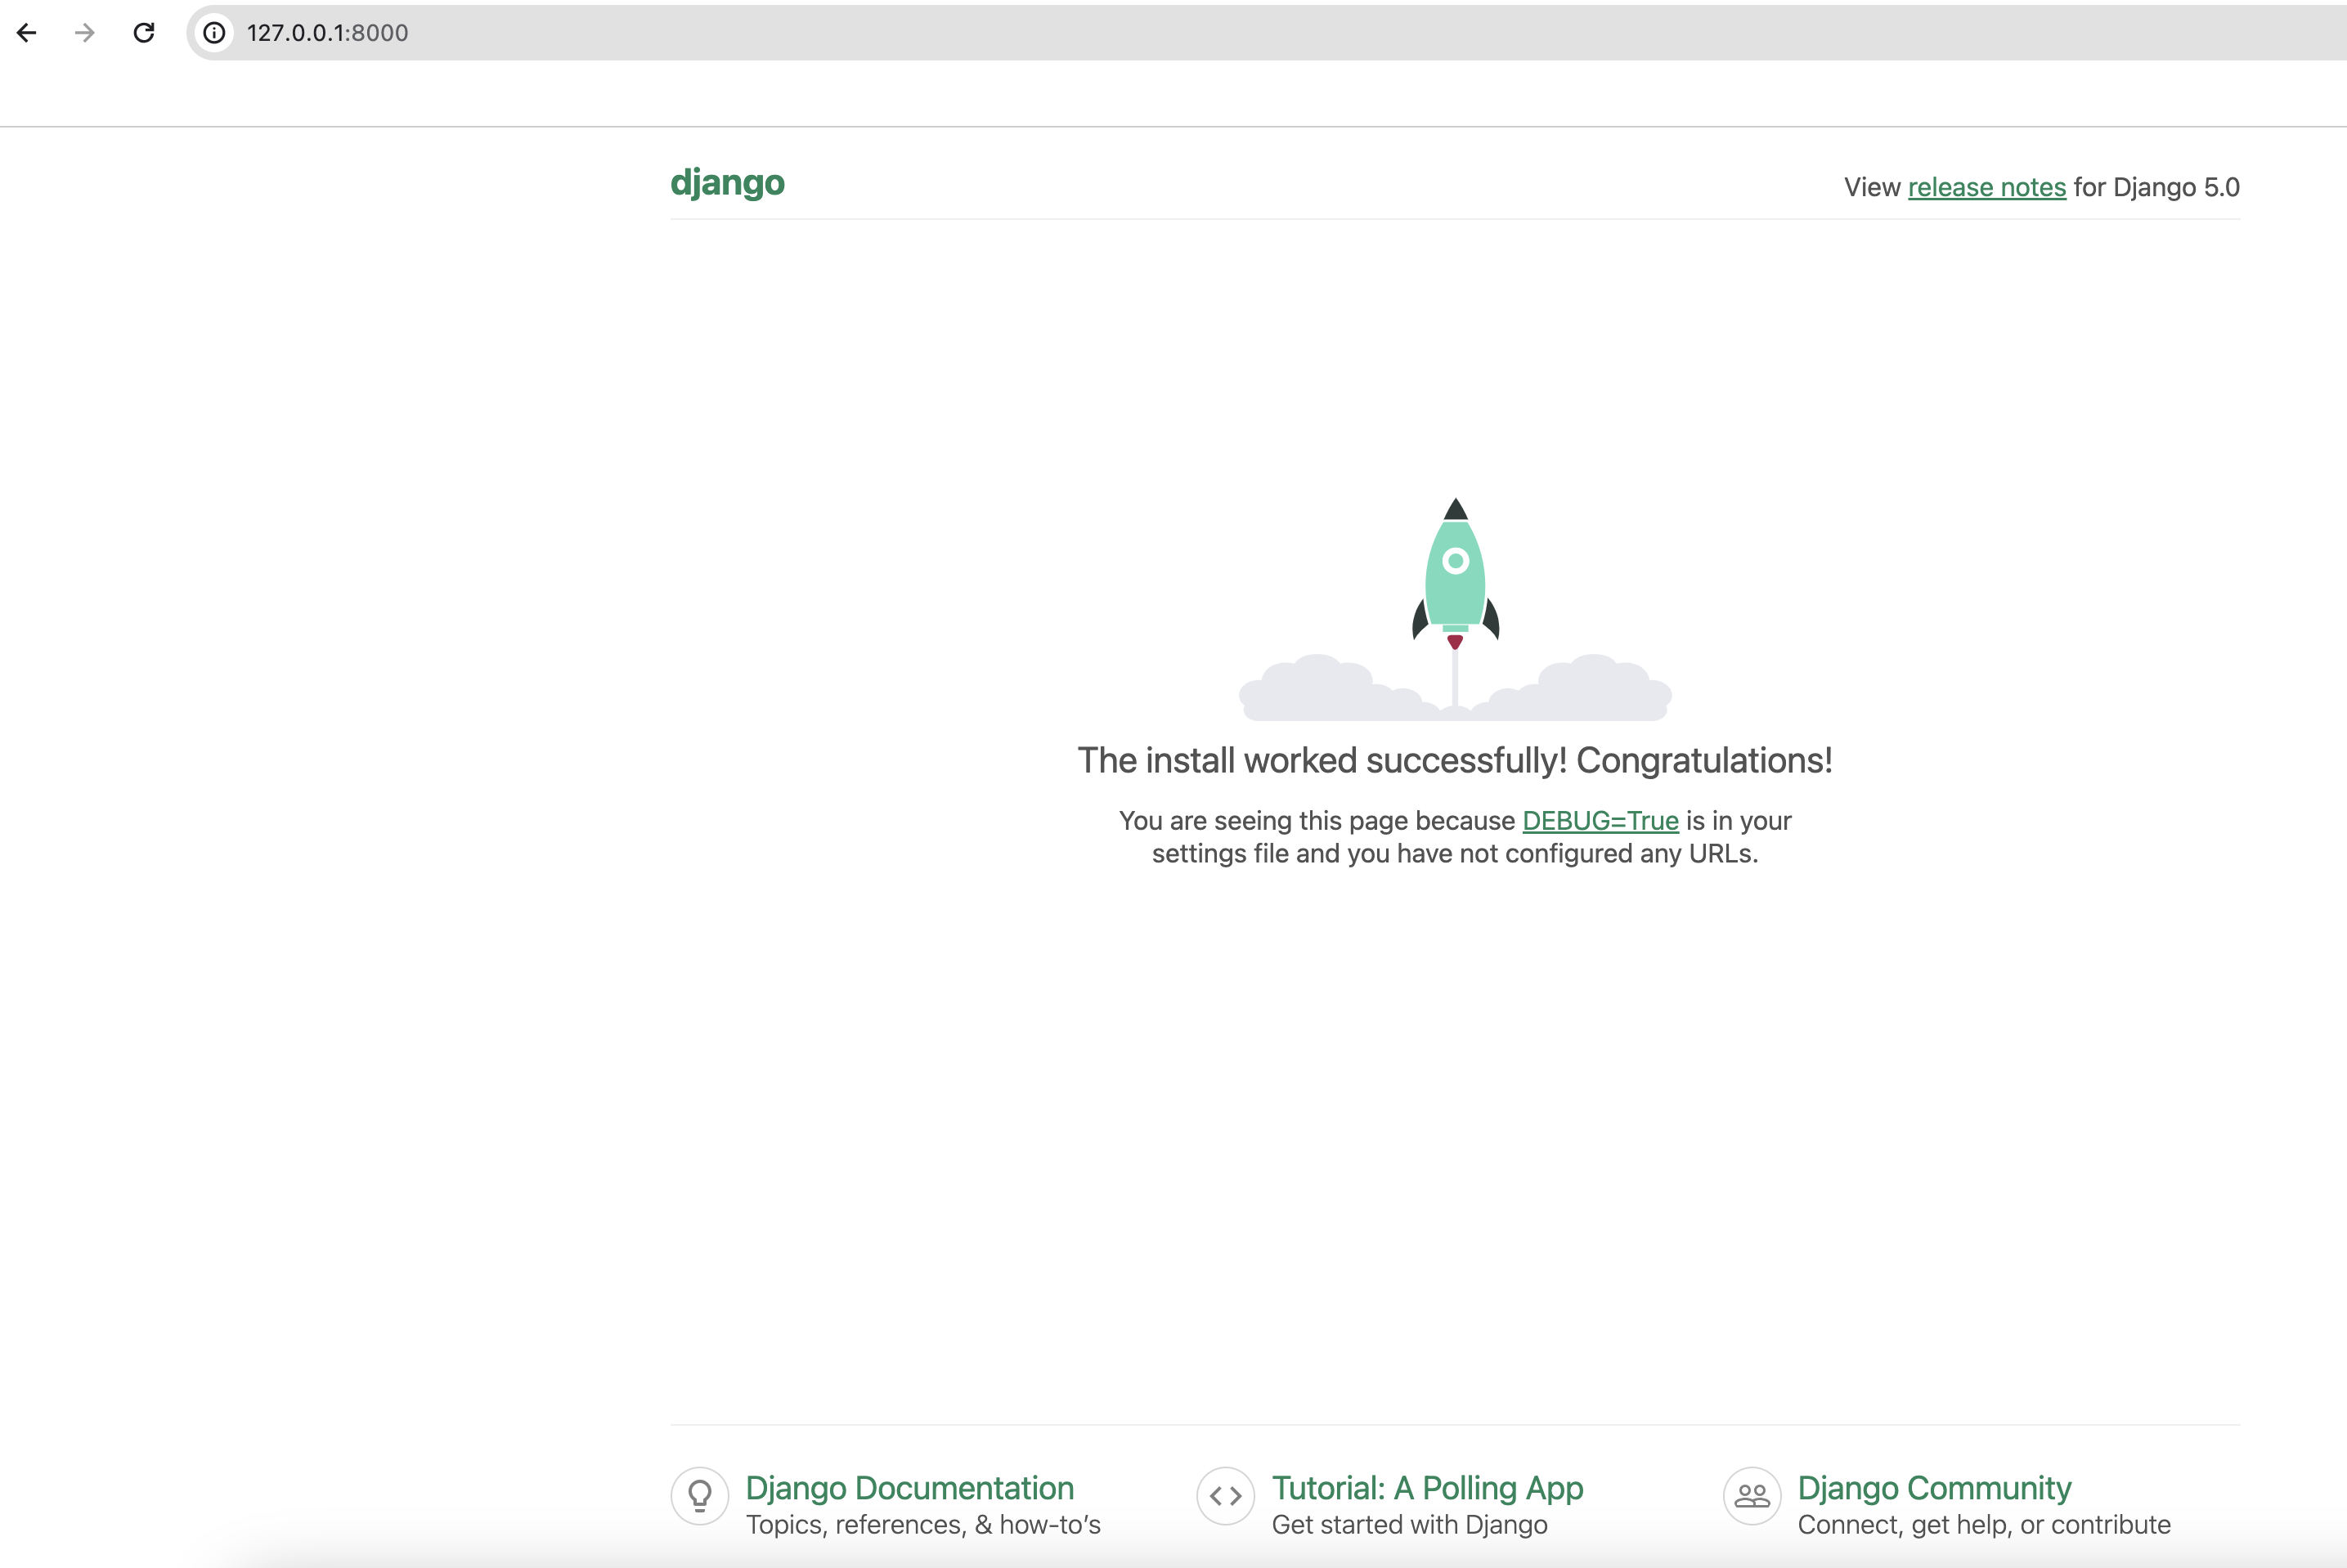 127.0.0.1:8000
django
View release notes for Django 5.0
The install worked successfully! Congratulations!
You are seeing this page because DEBUG=True is in your
settings file and you have not configured any URLs.
Django Documentation
Topics, references, & how-to’s
Tutorial: A Polling App
Get started with Django
Django Community
Connect, get help, or contribute